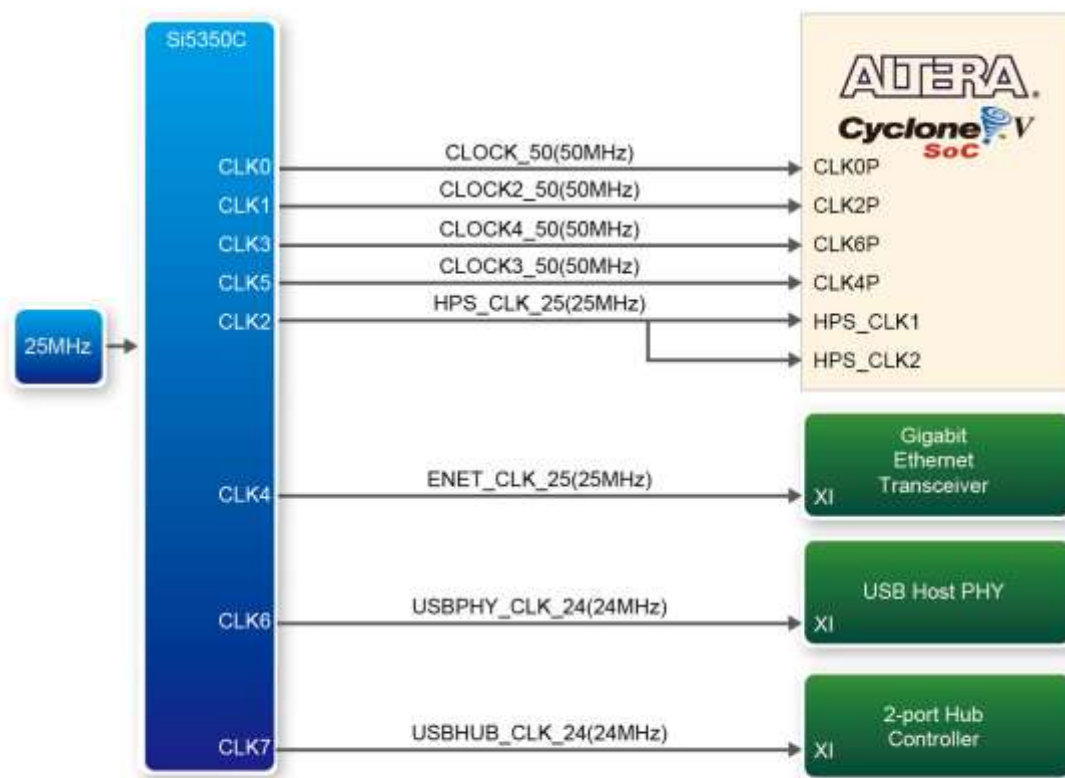 Si5350C
ALTERA®
Cyclone V
SoC
CLK0
CLOCK_50(50MHz)
CLK0P
CLK1
CLOCK2_50(50MHz)
CLK2P
CLK3
CLOCK4_50(50MHz)
CLK6P
CLK5
CLOCK3_50(50MHz)
CLK4P
CLK2
HPS_CLK_25(25MHz)
HPS_CLK1
25MHz
HPS_CLK2
Gigabit
Ethernet
Transceiver
CLK4
ENET_CLK_25(25MHz)
XI
USB Host PHY
CLK6
USBPHY_CLK_24(24MHz)
XI
2-port Hub
Controller
CLK7
USBHUB_CLK_24(24MHz)
XI